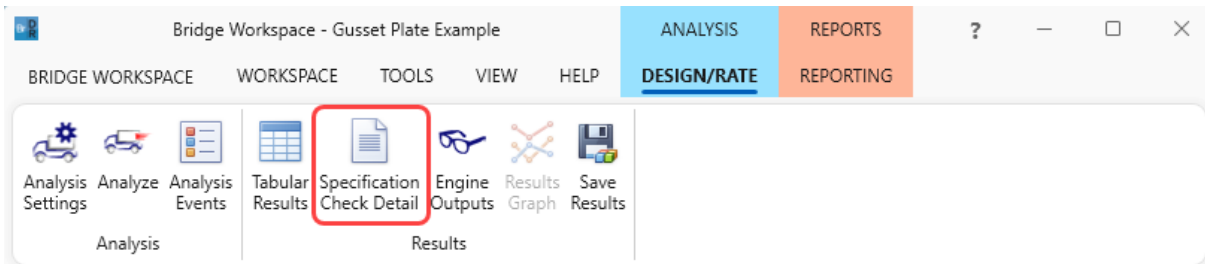 Bridge Workspace - Gusset Plate Example ANALYSIS REPORTS ?
BRIDGE WORKSPACE WORKSPACE TOOLS VIEW HELP DESIGN/RATE REPORTING
Analysis Analyze Analysis Tabular Specification Engine Results Save
Settings Events Results Check Detail Outputs Graph Results
Analysis Results